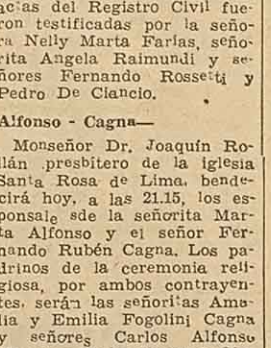 actas del Registro Civil fue-
ron testificadas por la seño-
ra Nelly Marta Farías, seño-
rita Angela Raimundi y se-
ñores Fernando Rossetti y
Pedro De Ciancio.
Alfonso - Cagna—
Monseñor Dr. Joaquín Ro-
llán presbítero de la iglesia
Santa Rosa de Lima, bende-
cirá hoy, a las 21.15, los es-
ponsale sde la señorita Mar-
ta Alfonso y el señor Fer-
nando Rubén Cagna. Los pa-
drinos de la ceremonia reli-
giosa, por ambos contrayen-
tes, serán las señoritas Ama-
lia y Emilia Fogolini Cagna
y señores Carlos Alfonso